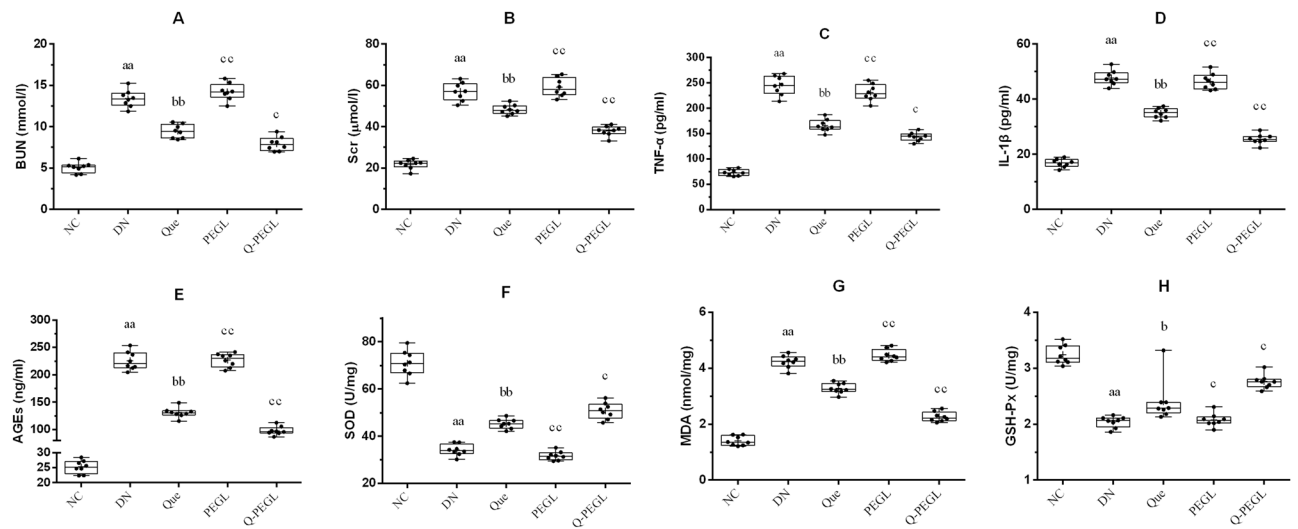 A
BUN (mmol/l)
20
15
10
5
0
aa
bb
cc
c
NC
DN
Que
PEGL
Q-PEGL
B
Scr (μmol/l)
80
60
40
20
0
aa
bb
cc
cc
NC
DN
Que
PEGL
Q-PEGL
C
TNF-α (pg/ml)
300
250
200
150
100
50
0
aa
bb
cc
c
NC
DN
Que
PEGL
Q-PEGL
D
IL-1β (pg/ml)
60
40
20
0
aa
bb
cc
cc
NC
DN
Que
PEGL
Q-PEGL
E
AGEs (ng/ml)
300
250
200
150
100
25
20
aa
bb
cc
cc
NC
DN
Que
PEGL
Q-PEGL
F
SOD (U/mg)
80
60
40
20
aa
bb
cc
c
NC
DN
Que
PEGL
Q-PEGL
G
MDA (nmol/mg)
6
4
2
0
aa
bb
cc
cc
NC
DN
Que
PEGL
Q-PEGL
H
GSH-Px (U/mg)
4
3
2
1
aa
b
c
c
NC
DN
Que
PEGL
Q-PEGL